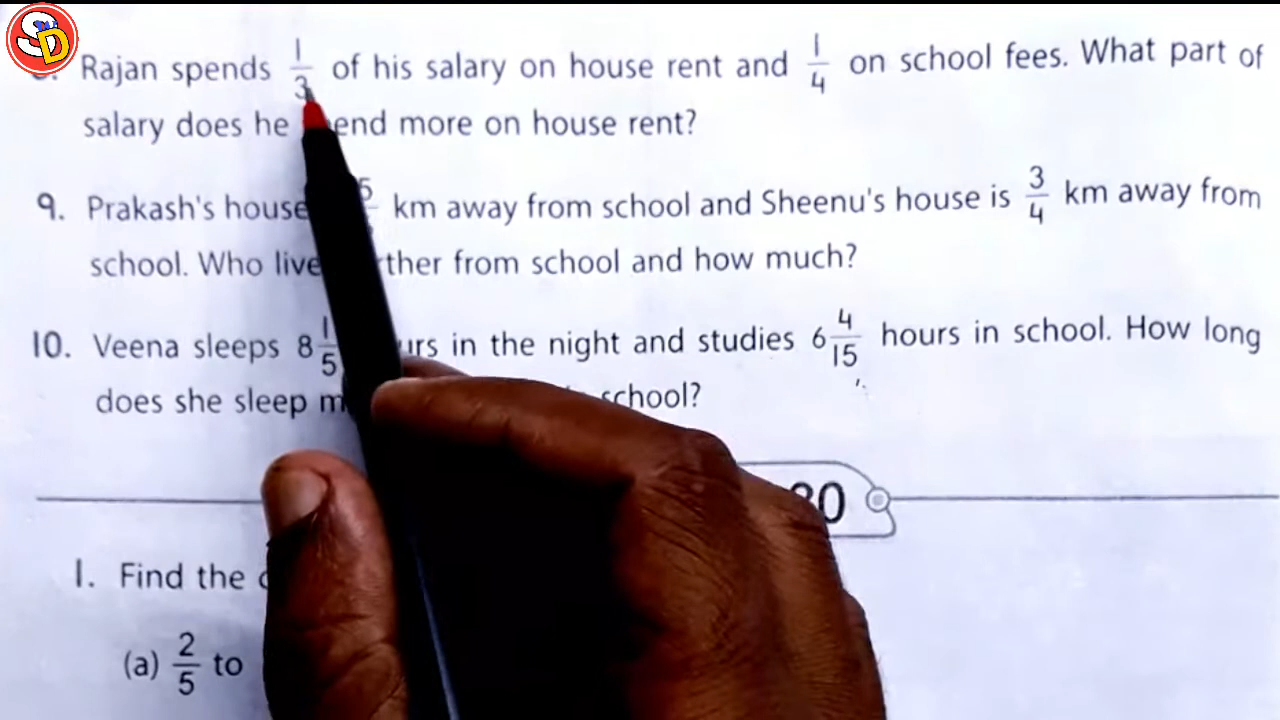 SD
Rajan spends 1/3 of his salary on house rent and 1/4 on school fees. What part of
salary does he end more on house rent?
9. Prakash's house km away from school and Sheenu's house is 3/4 km away from
school. Who live ther from school and how much?
10. Veena sleeps 8 1/5 urs in the night and studies 6 4/15 hours in school. How long
does she sleep school?
1. Find the
(a) 2/5 to